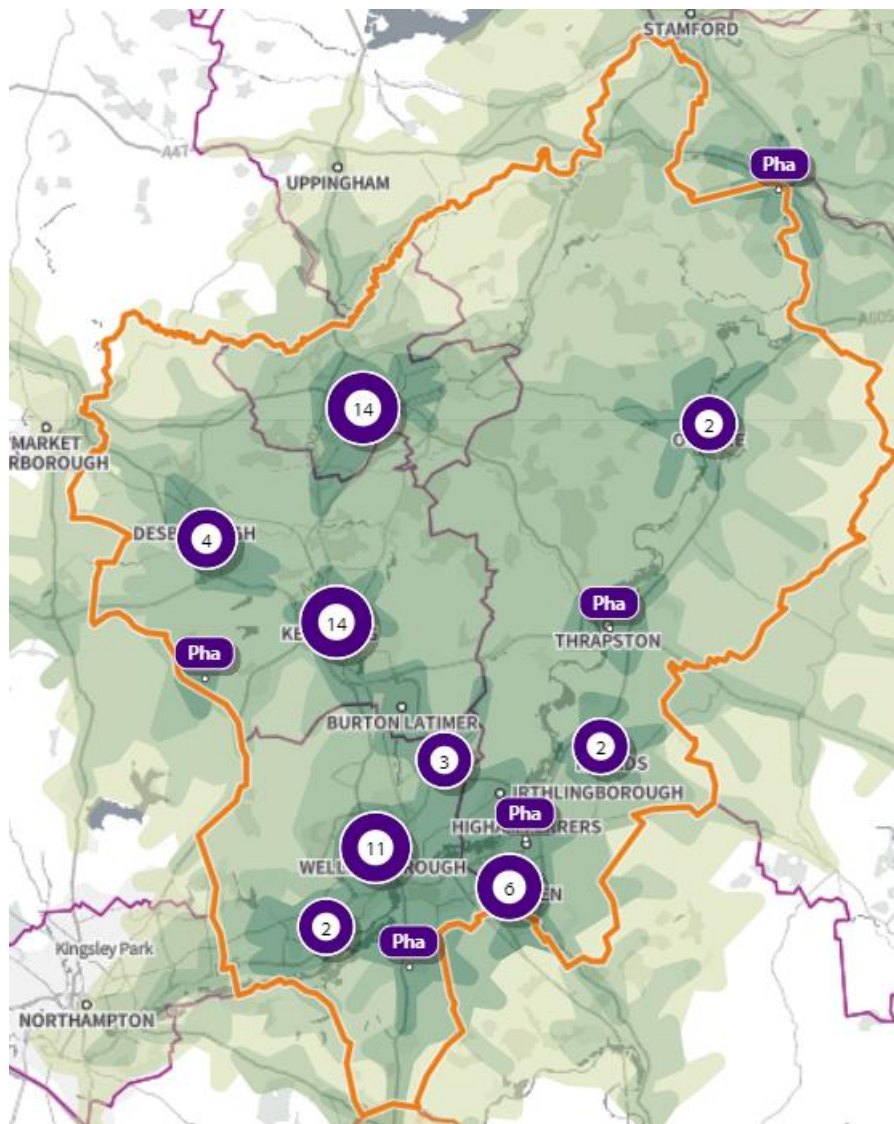 STAMFORD
A47
Pha
UPPINGHAM
A605
14
2
MARKET
RBOROUGH
4
Pha
14
THRAPSTON
Pha
BURTON LATIMER
3
2
IRTHLINGBOROUGH
Pha
11
6
2
Pha
Kingsley Park
NORTHAMPTON